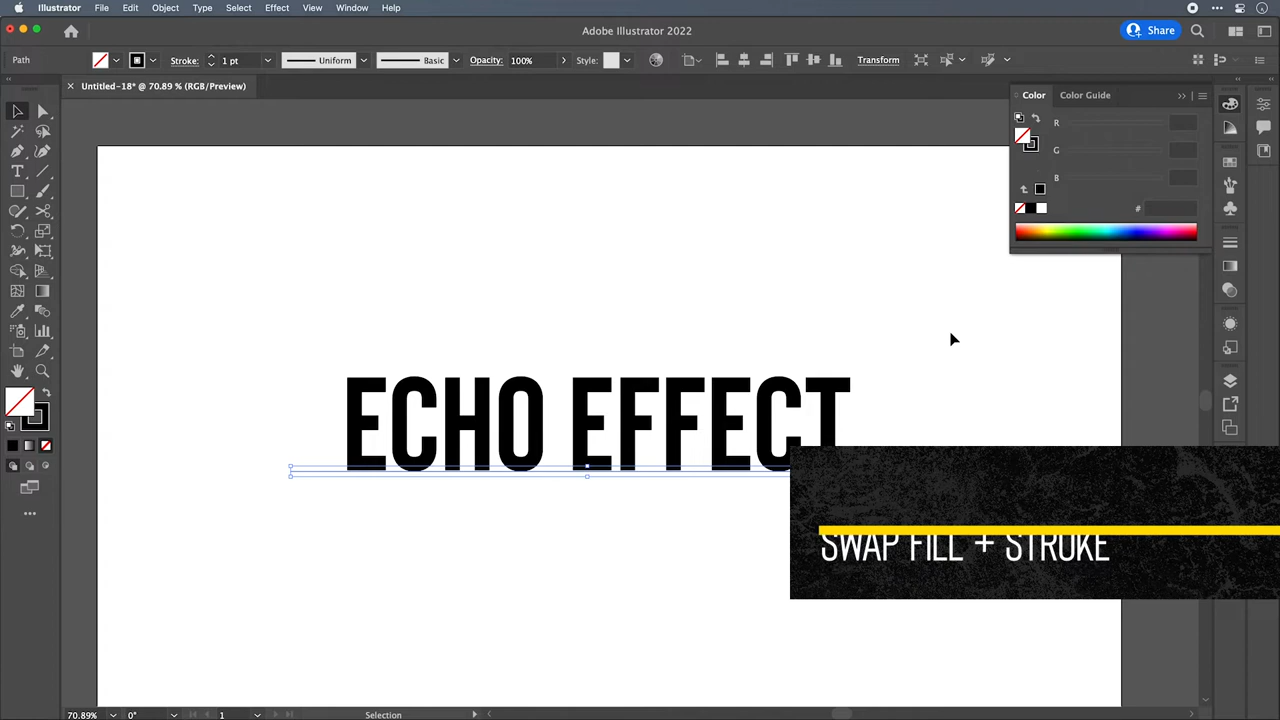 Illustrator File Edit Object Type Select Effect View Window Help
Adobe Illustrator 2022
Share
Path
Stroke: 1 pt
Uniform
Basic
Opacity: 100%
Style:
Transform
Untitled-18* @ 70.89 % (RGB/Preview)
Color Color Guide
R
G
B
#
ECHO EFFECT
SWAP FILL + STROKE
70.89% 0° 1 Selection